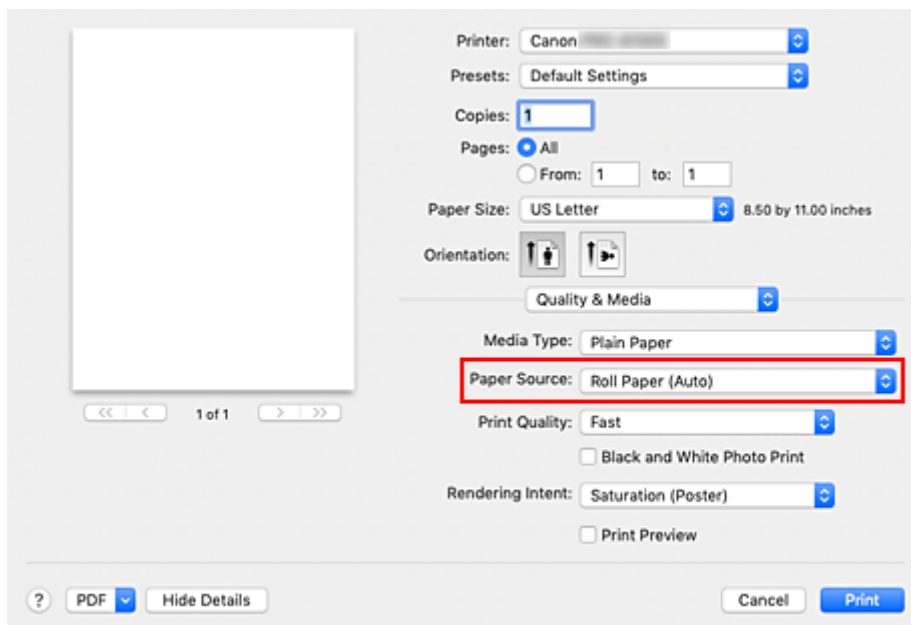 Printer: Canon
Presets: Default Settings
Copies: 1
Pages: All
From: 1 to: 1
Paper Size: US Letter 8.50 by 11.00 inches
Orientation:
Quality & Media
Media Type: Plain Paper
Paper Source: Roll Paper (Auto)
<< < 1 of 1 > >>
Print Quality: Fast
Black and White Photo Print
Rendering Intent: Saturation (Poster)
Print Preview
? PDF Hide Details Cancel Print